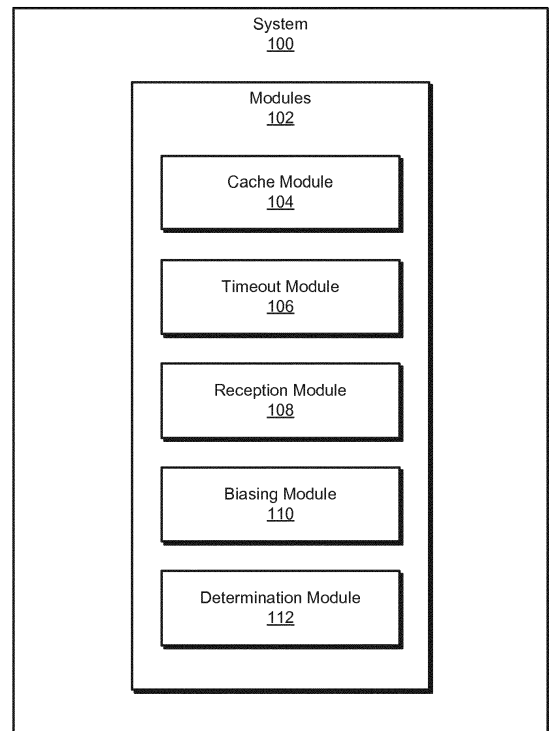 System
100
Modules
102
Cache Module
104
Timeout Module
106
Reception Module
108
Biasing Module
110
Determination Module
112